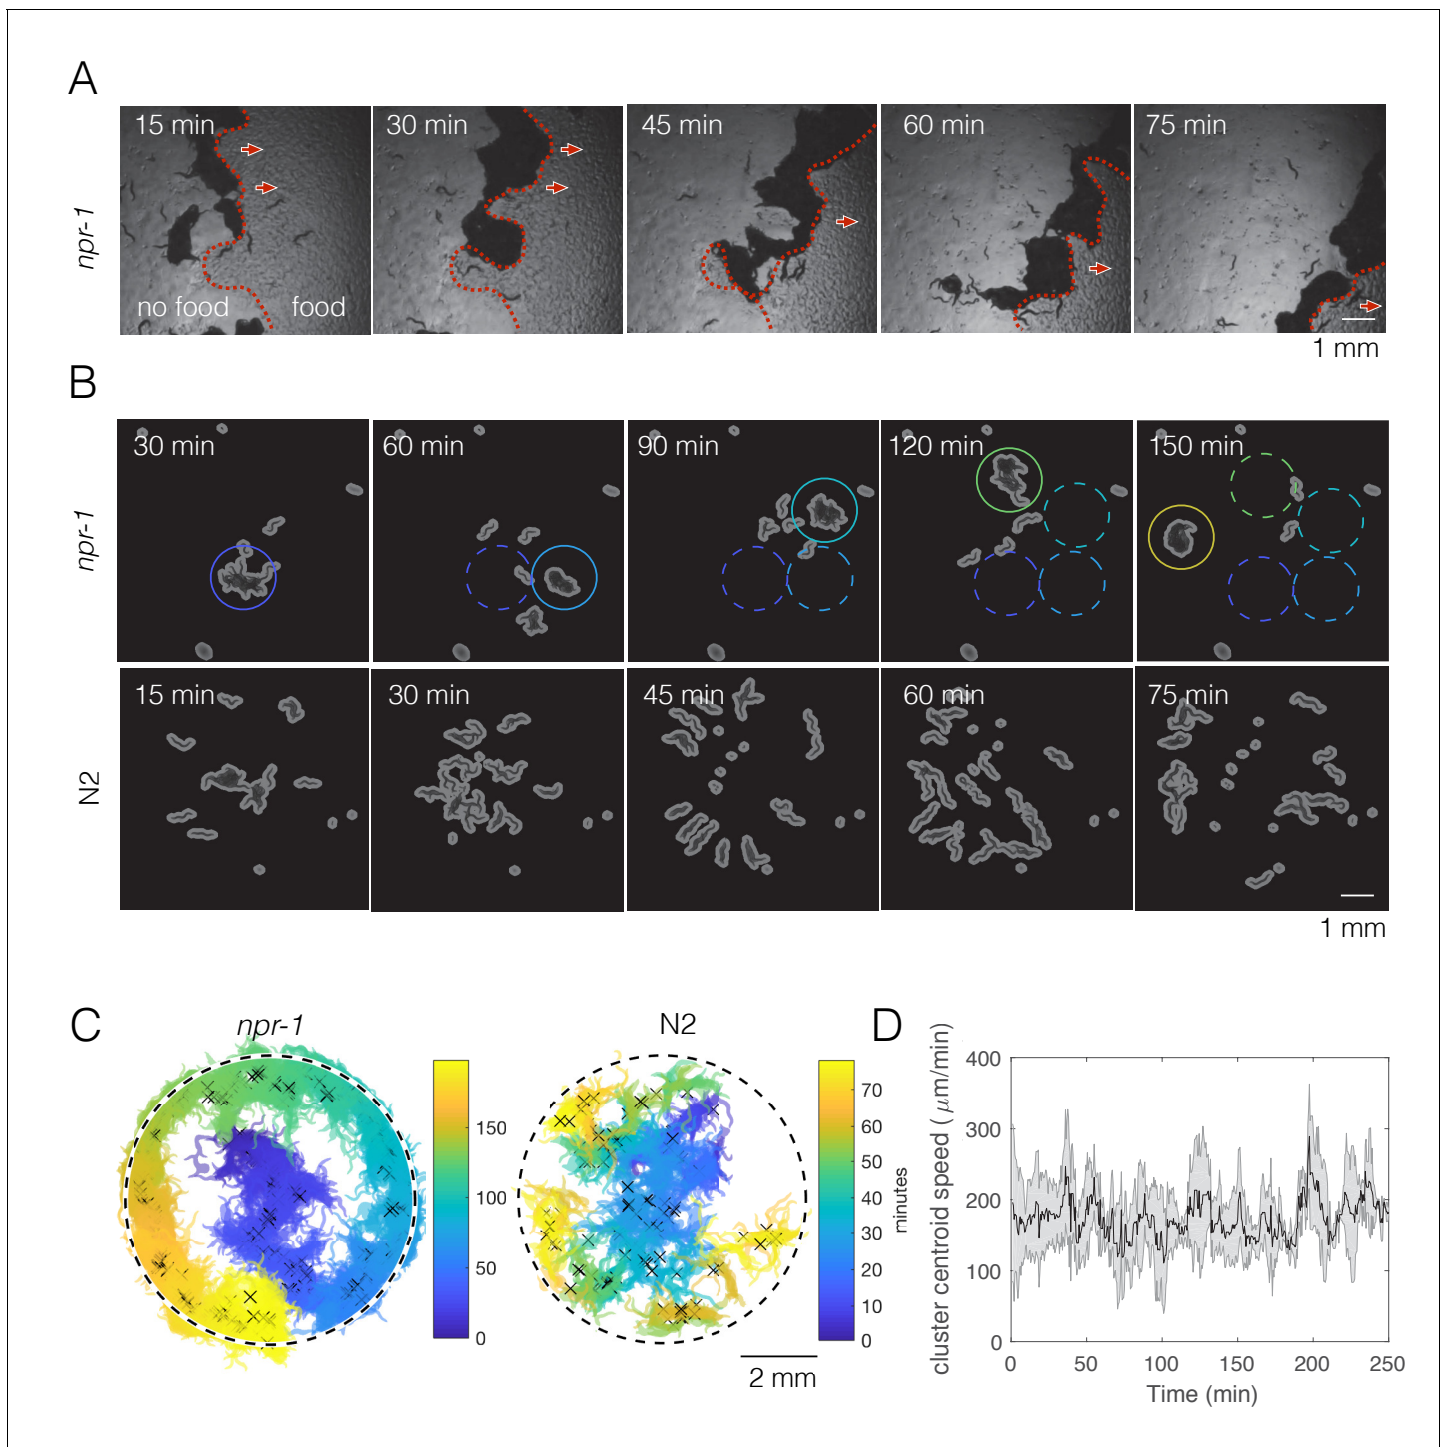 A
npr-1
15 min
30 min
45 min
60 min
75 min
no food
food
1 mm
B
npr-1
30 min
60 min
90 min
120 min
150 min
N2
15 min
30 min
45 min
60 min
75 min
1 mm
C
npr-1
150
100
50
0
N2
70
60
50
40
30
20
10
0
minutes
2 mm
D
cluster centroid speed ( μm/min)
400
300
200
100
0
0
50
100
150
200
250
Time (min)